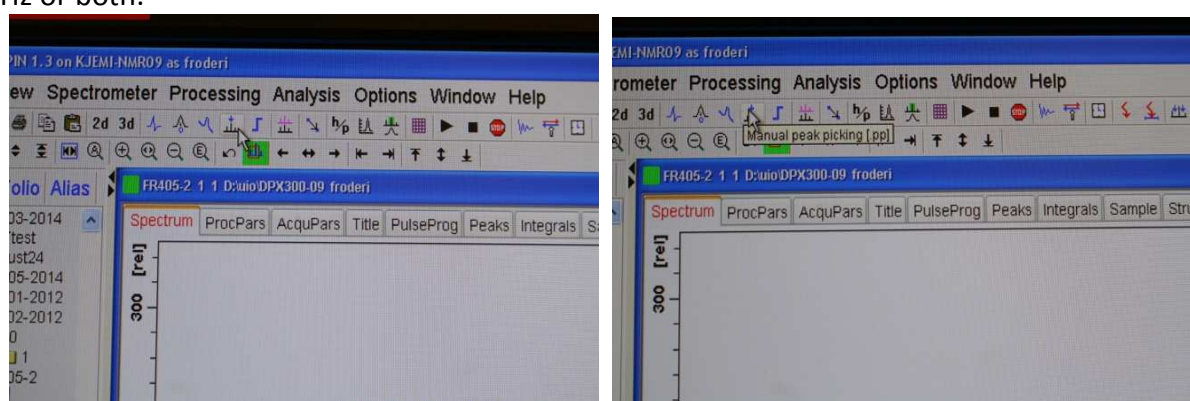 Hz or both.
PIN 1.3 on KJEMI-NMR09 as froderi
ew Spectrometer Processing Analysis Options Window Help
2d 3d
olio Alias
FR405-2 1 1 D:\uio\DPX300-09 froderi
Spectrum ProcPars AcquPars Title PulseProg Peaks Integrals Sa
03-2014
test
ust24
05-2014
01-2012
02-2012
0
1
05-2
[rel]
300
EMI-NMR09 as froderi
rometer Processing Analysis Options Window Help
2d 3d
Manual peak picking [pp]
FR405-2 1 1 D:\uio\DPX300-09 froderi
Spectrum ProcPars AcquPars Title PulseProg Peaks Integrals Sample Stru
[rel]
300